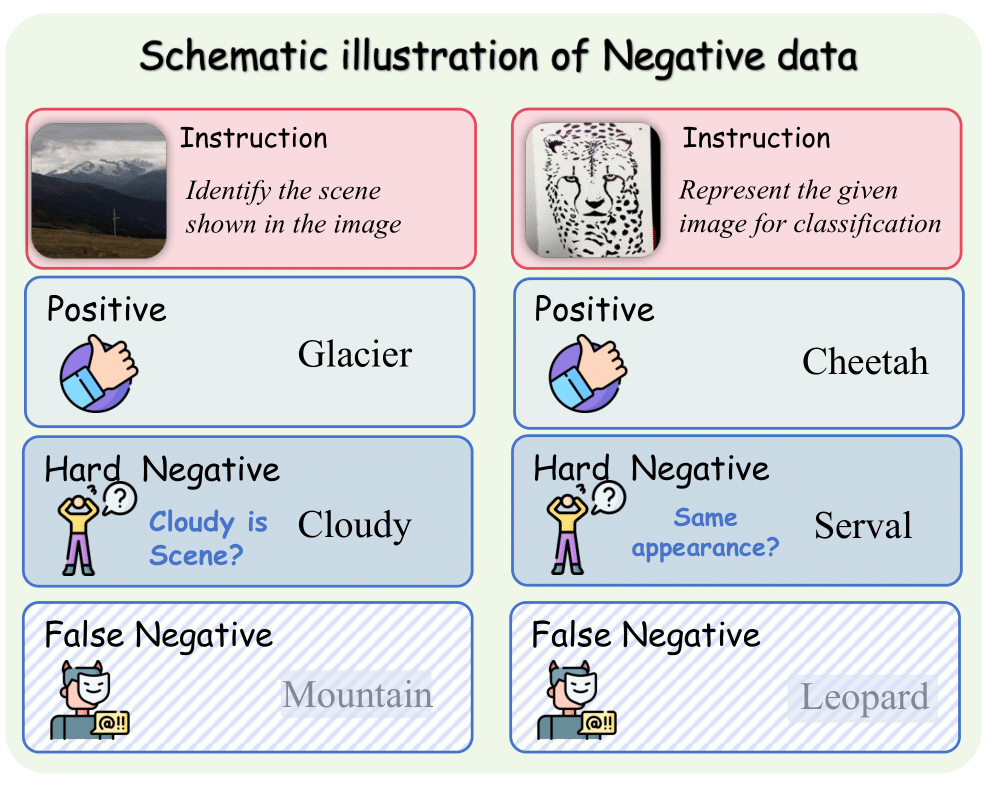 Schematic illustration of Negative data
Instruction
Identify the scene
shown in the image
Positive
Glacier
Hard Negative
?
Cloudy is
Scene?
Cloudy
False Negative
@!!
Mountain
Instruction
Represent the given
image for classification
Positive
Cheetah
Hard Negative
?
Same
appearance?
Serval
False Negative
@!!
Leopard